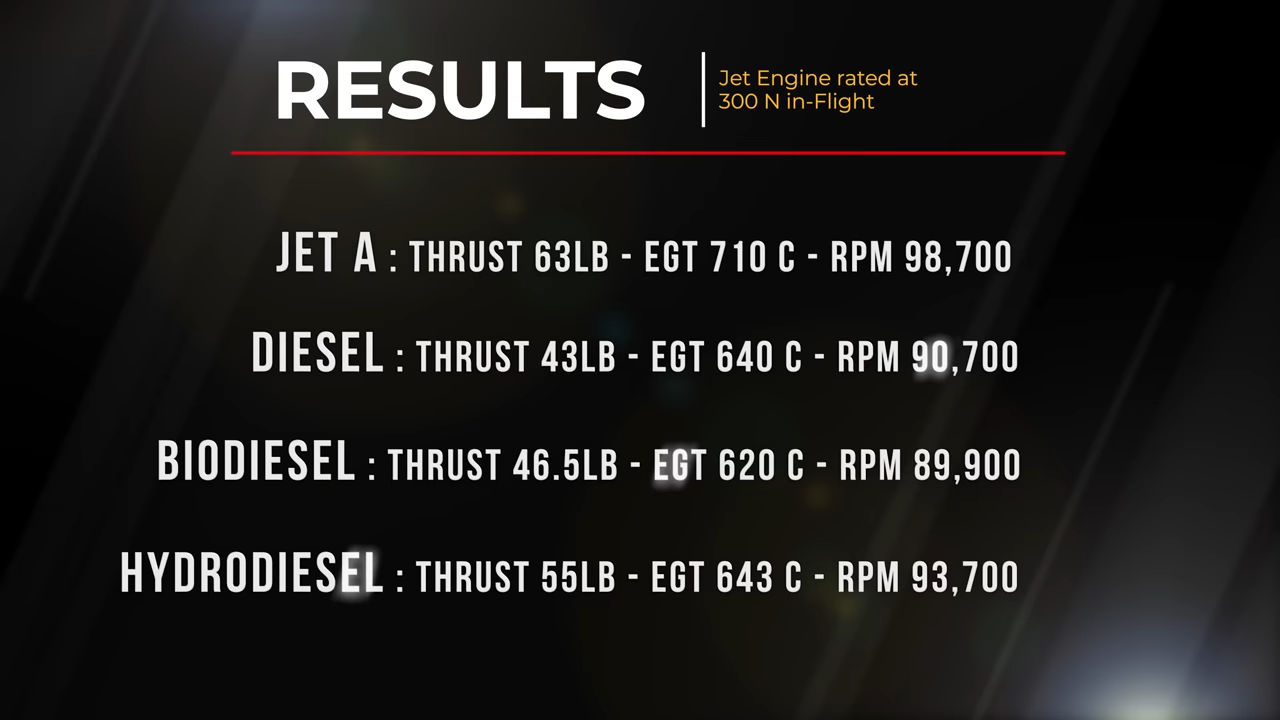 RESULTS
Jet Engine rated at
300 N in-Flight
JET A : THRUST 63LB - EGT 710 C - RPM 98,700
DIESEL : THRUST 43LB - EGT 640 C - RPM 90,700
BIODIESEL : THRUST 46.5LB - EGT 620 C - RPM 89,900
HYDRODIESEL : THRUST 55LB - EGT 643 C - RPM 93,700